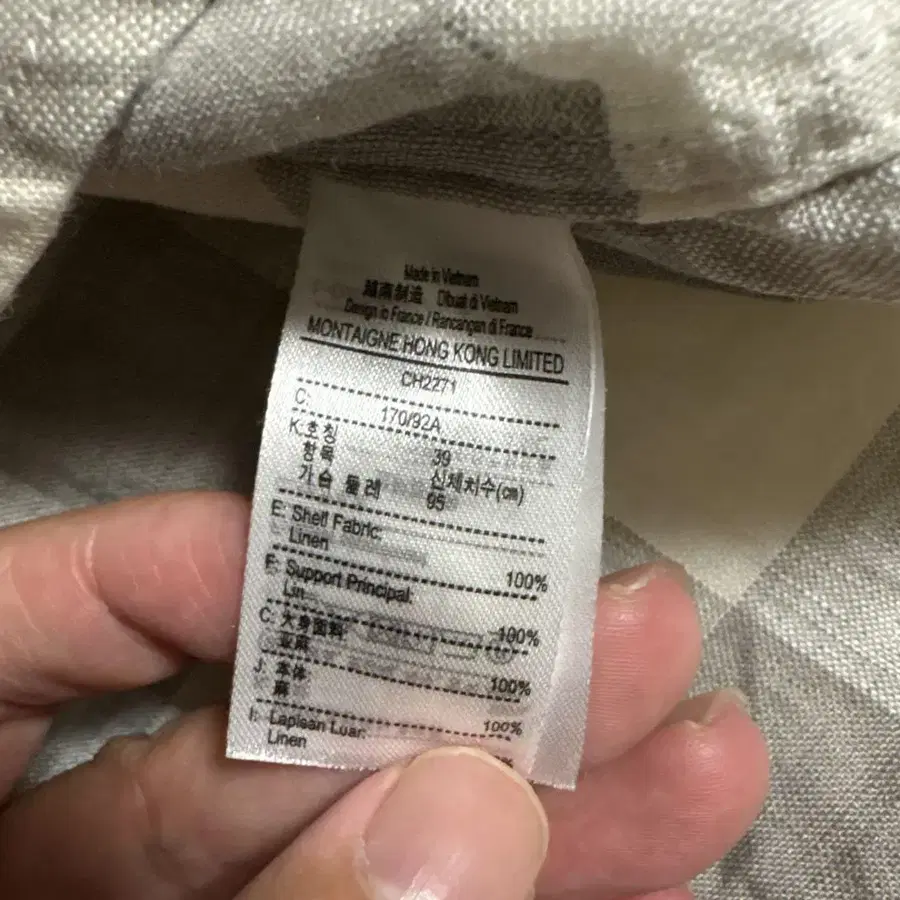 Made in Vietnam
越南制造 Dibuat di Vietnam
Design in France / Rancangan di France
MONTAIGNE HONG KONG LIMITED
CH2271
C: 170/92A
K:호칭 39
항목 신체치수(㎝)
가슴 둘레 95
E: Shell Fabric:
Linen 100%
F: Support Principal:
Lin 100%
C: 大身面料:
亚麻 100%
J: 本体:
麻 100%
I: Lapisan Luar:
Linen %